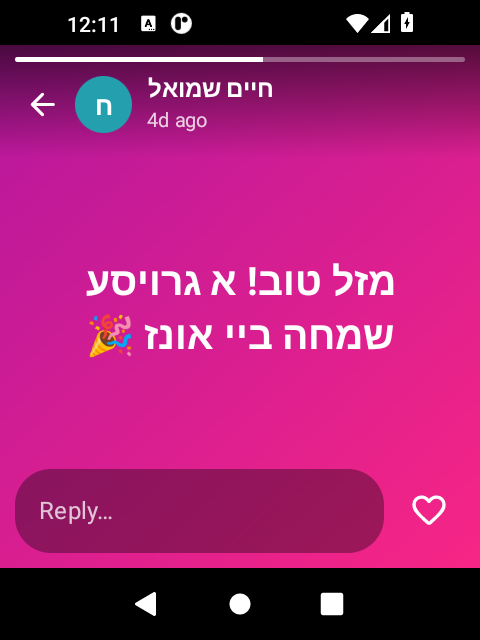 12:11
חיים שמואל
ח
4d ago
מזל טוב! א גרויסע
שמחה ביי אונז 🎉
Reply…